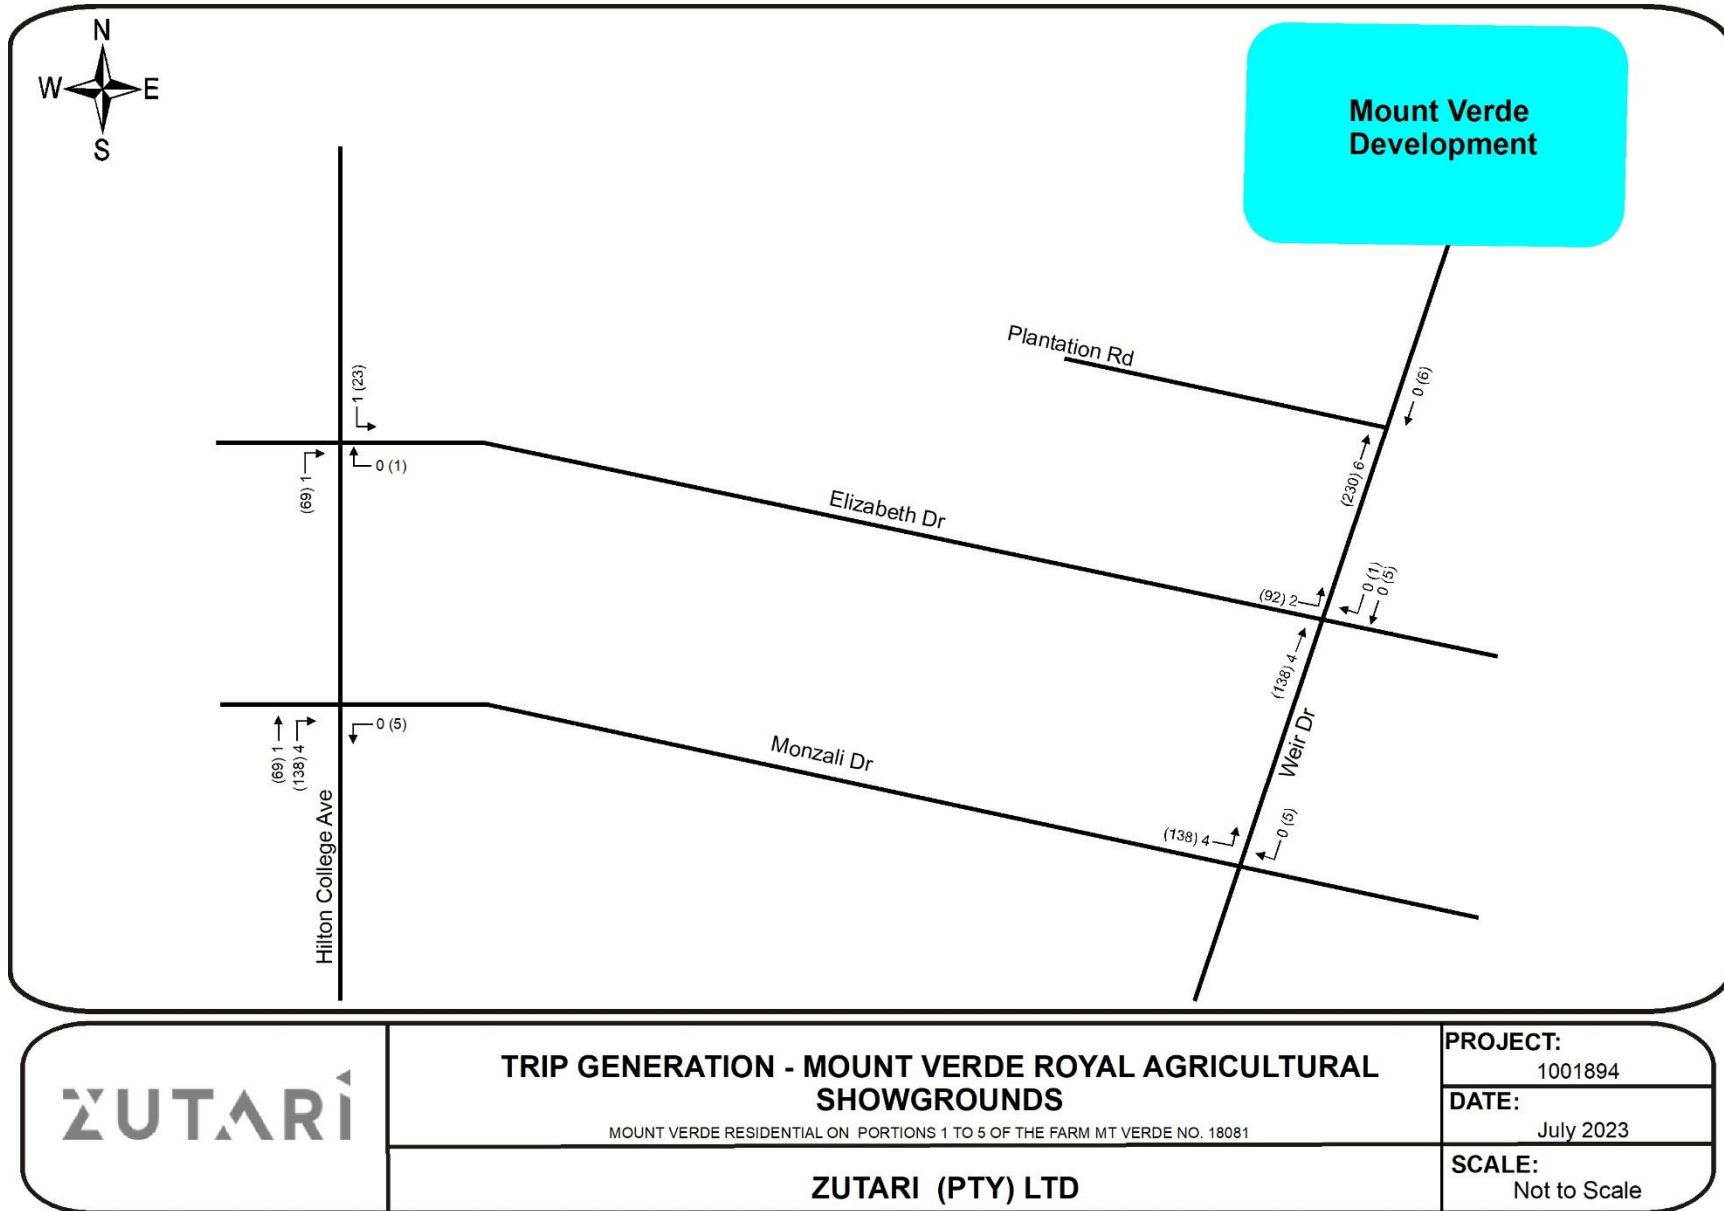 N
W E
S
Mount Verde
Development
Plantation Rd
0 (6)
1 (23)
0 (1)
(69) 1
Elizabeth Dr
(230) 6
(92) 2
0 (1)
0 (5)
(138) 4
Weir Dr
0 (5)
(69) 1
(138) 4
Monzali Dr
(138) 4
0 (5)
Hilton College Ave
ZUTARI
TRIP GENERATION - MOUNT VERDE ROYAL AGRICULTURAL
SHOWGROUNDS
MOUNT VERDE RESIDENTIAL ON PORTIONS 1 TO 5 OF THE FARM MT VERDE NO. 18081
ZUTARI (PTY) LTD
PROJECT:
1001894
DATE:
July 2023
SCALE:
Not to Scale